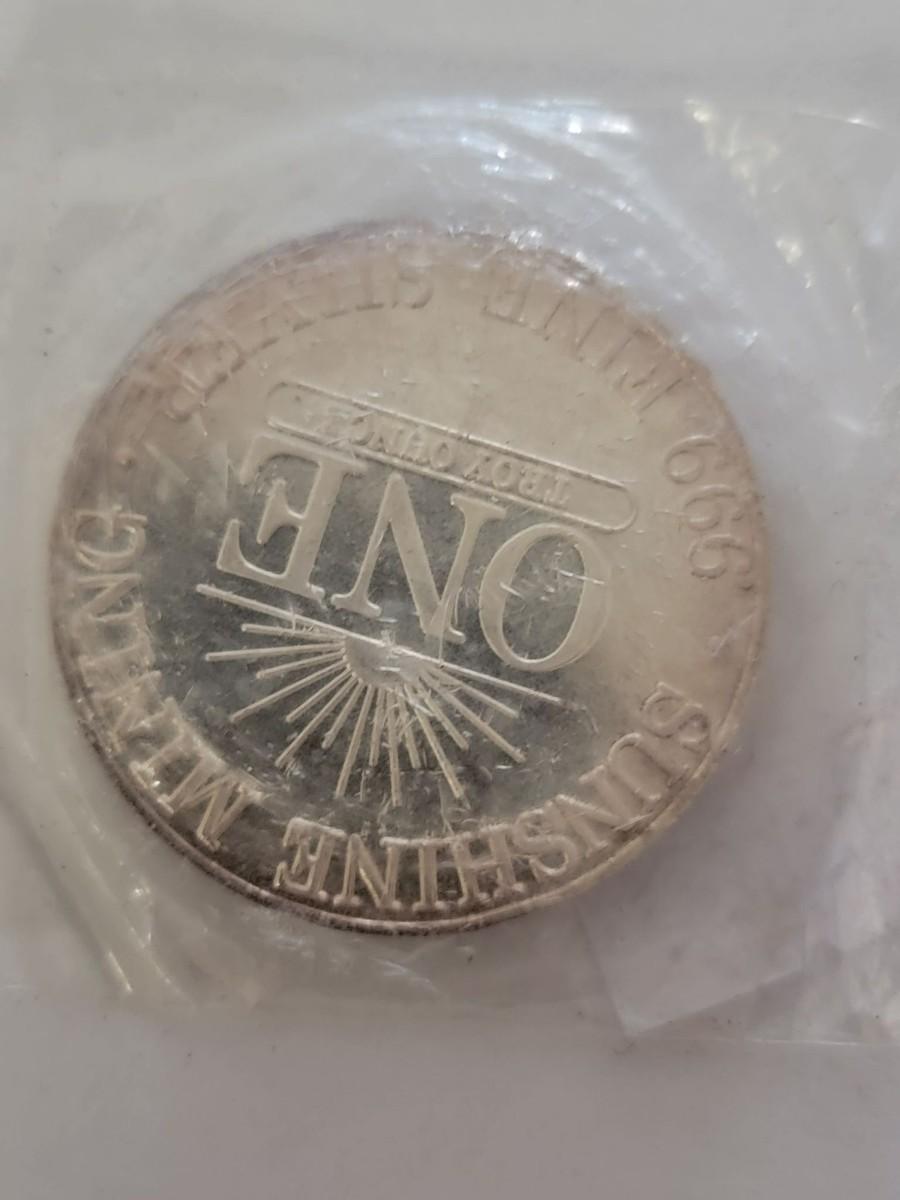 SUNSHINE MINING
ONE
TROY OUNCE
999 FINE SILVER